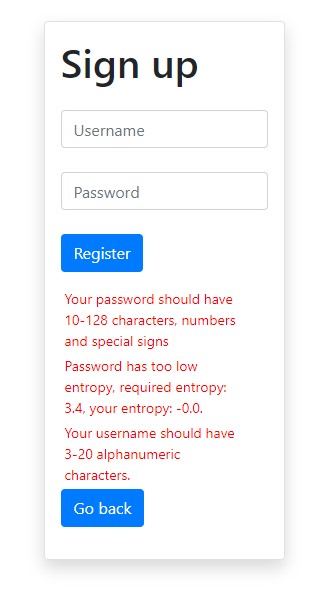 Sign up
Username
Password
Register
Your password should have
10-128 characters, numbers
and special signs
Password has too low
entropy, required entropy:
3.4, your entropy: -0.0.
Your username should have
3-20 alphanumeric
characters.
Go back